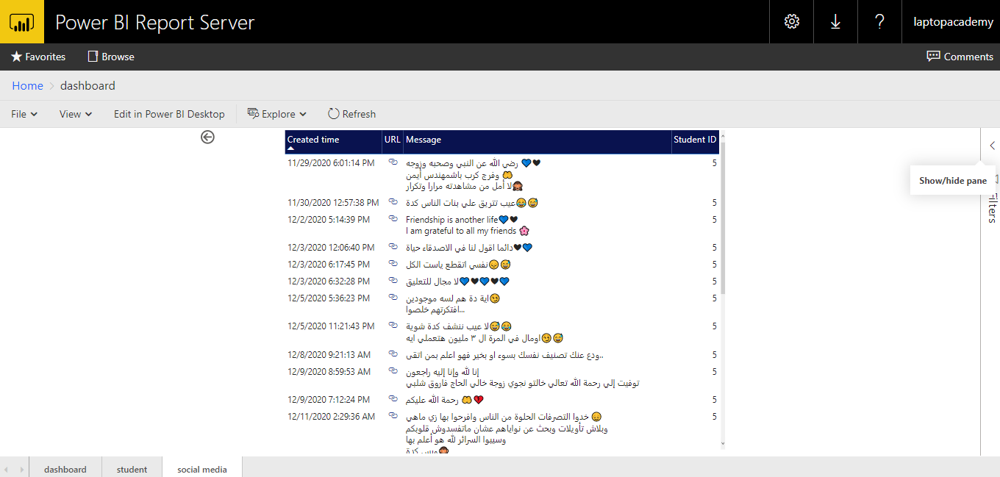 Power BI Report Server
laptopacademy
Favorites
Browse
Comments
Home > dashboard
File
View
Edit in Power BI Desktop
Explore
Refresh
Created time URL Message Student ID
11/29/2020 6:01:14 PM رضي الله عن النبي وصحبه وزوجه 💙🖤 5
وفرج كرب باشمهندس أيمن 🤲
لا أمل من مشاهدته مرارا وتكرار🙈
11/30/2020 12:57:38 PM عيب تتريق علي بنات الناس كدة😂😅 5
12/2/2020 5:14:39 PM Friendship is another life💙🖤 5
I am grateful to all my friends 🌸
12/3/2020 12:06:40 PM دائما اقول لنا في الاصدقاء حياة🖤💙 5
12/3/2020 6:17:45 PM نفسي اتقطع ياست الكل😞😅 5
12/3/2020 6:32:28 PM لا مجال للتعليق💙🖤💙🖤💙 5
12/5/2020 5:36:23 PM اية دة هم لسه موجودين😏 5
افتكرتهم خلصوا...
12/5/2020 11:21:43 PM لا عيب ننشف كدة شوية😅😂 5
اومال في المرة ال ٣ مليون هتعملي ايه😏😅
12/8/2020 9:21:13 AM ودع عنك تصنيف نفسك بسوء او بخير فهو اعلم بمن اتقى.. 5
12/9/2020 8:59:53 AM إنا لله وإنا إليه راجعون 5
توفيت إلي رحمة الله تعالي خالتو نجوي زوجة خالي الحاج فاروق شلبي
12/9/2020 7:12:24 PM رحمة الله عليكم 🤲💔 5
12/11/2020 2:29:36 AM خدوا التصرفات الحلوة من الناس وافرحوا بها زي ماهي 😄 5
وبلاش تأويلات وبحث عن نواياهم عشان ماتفسدوش قلوبكم
وسيبوا السرائر لله هو أعلم بها
وبس كدة🙈
Show/hide pane
Filters
dashboard
student
social media